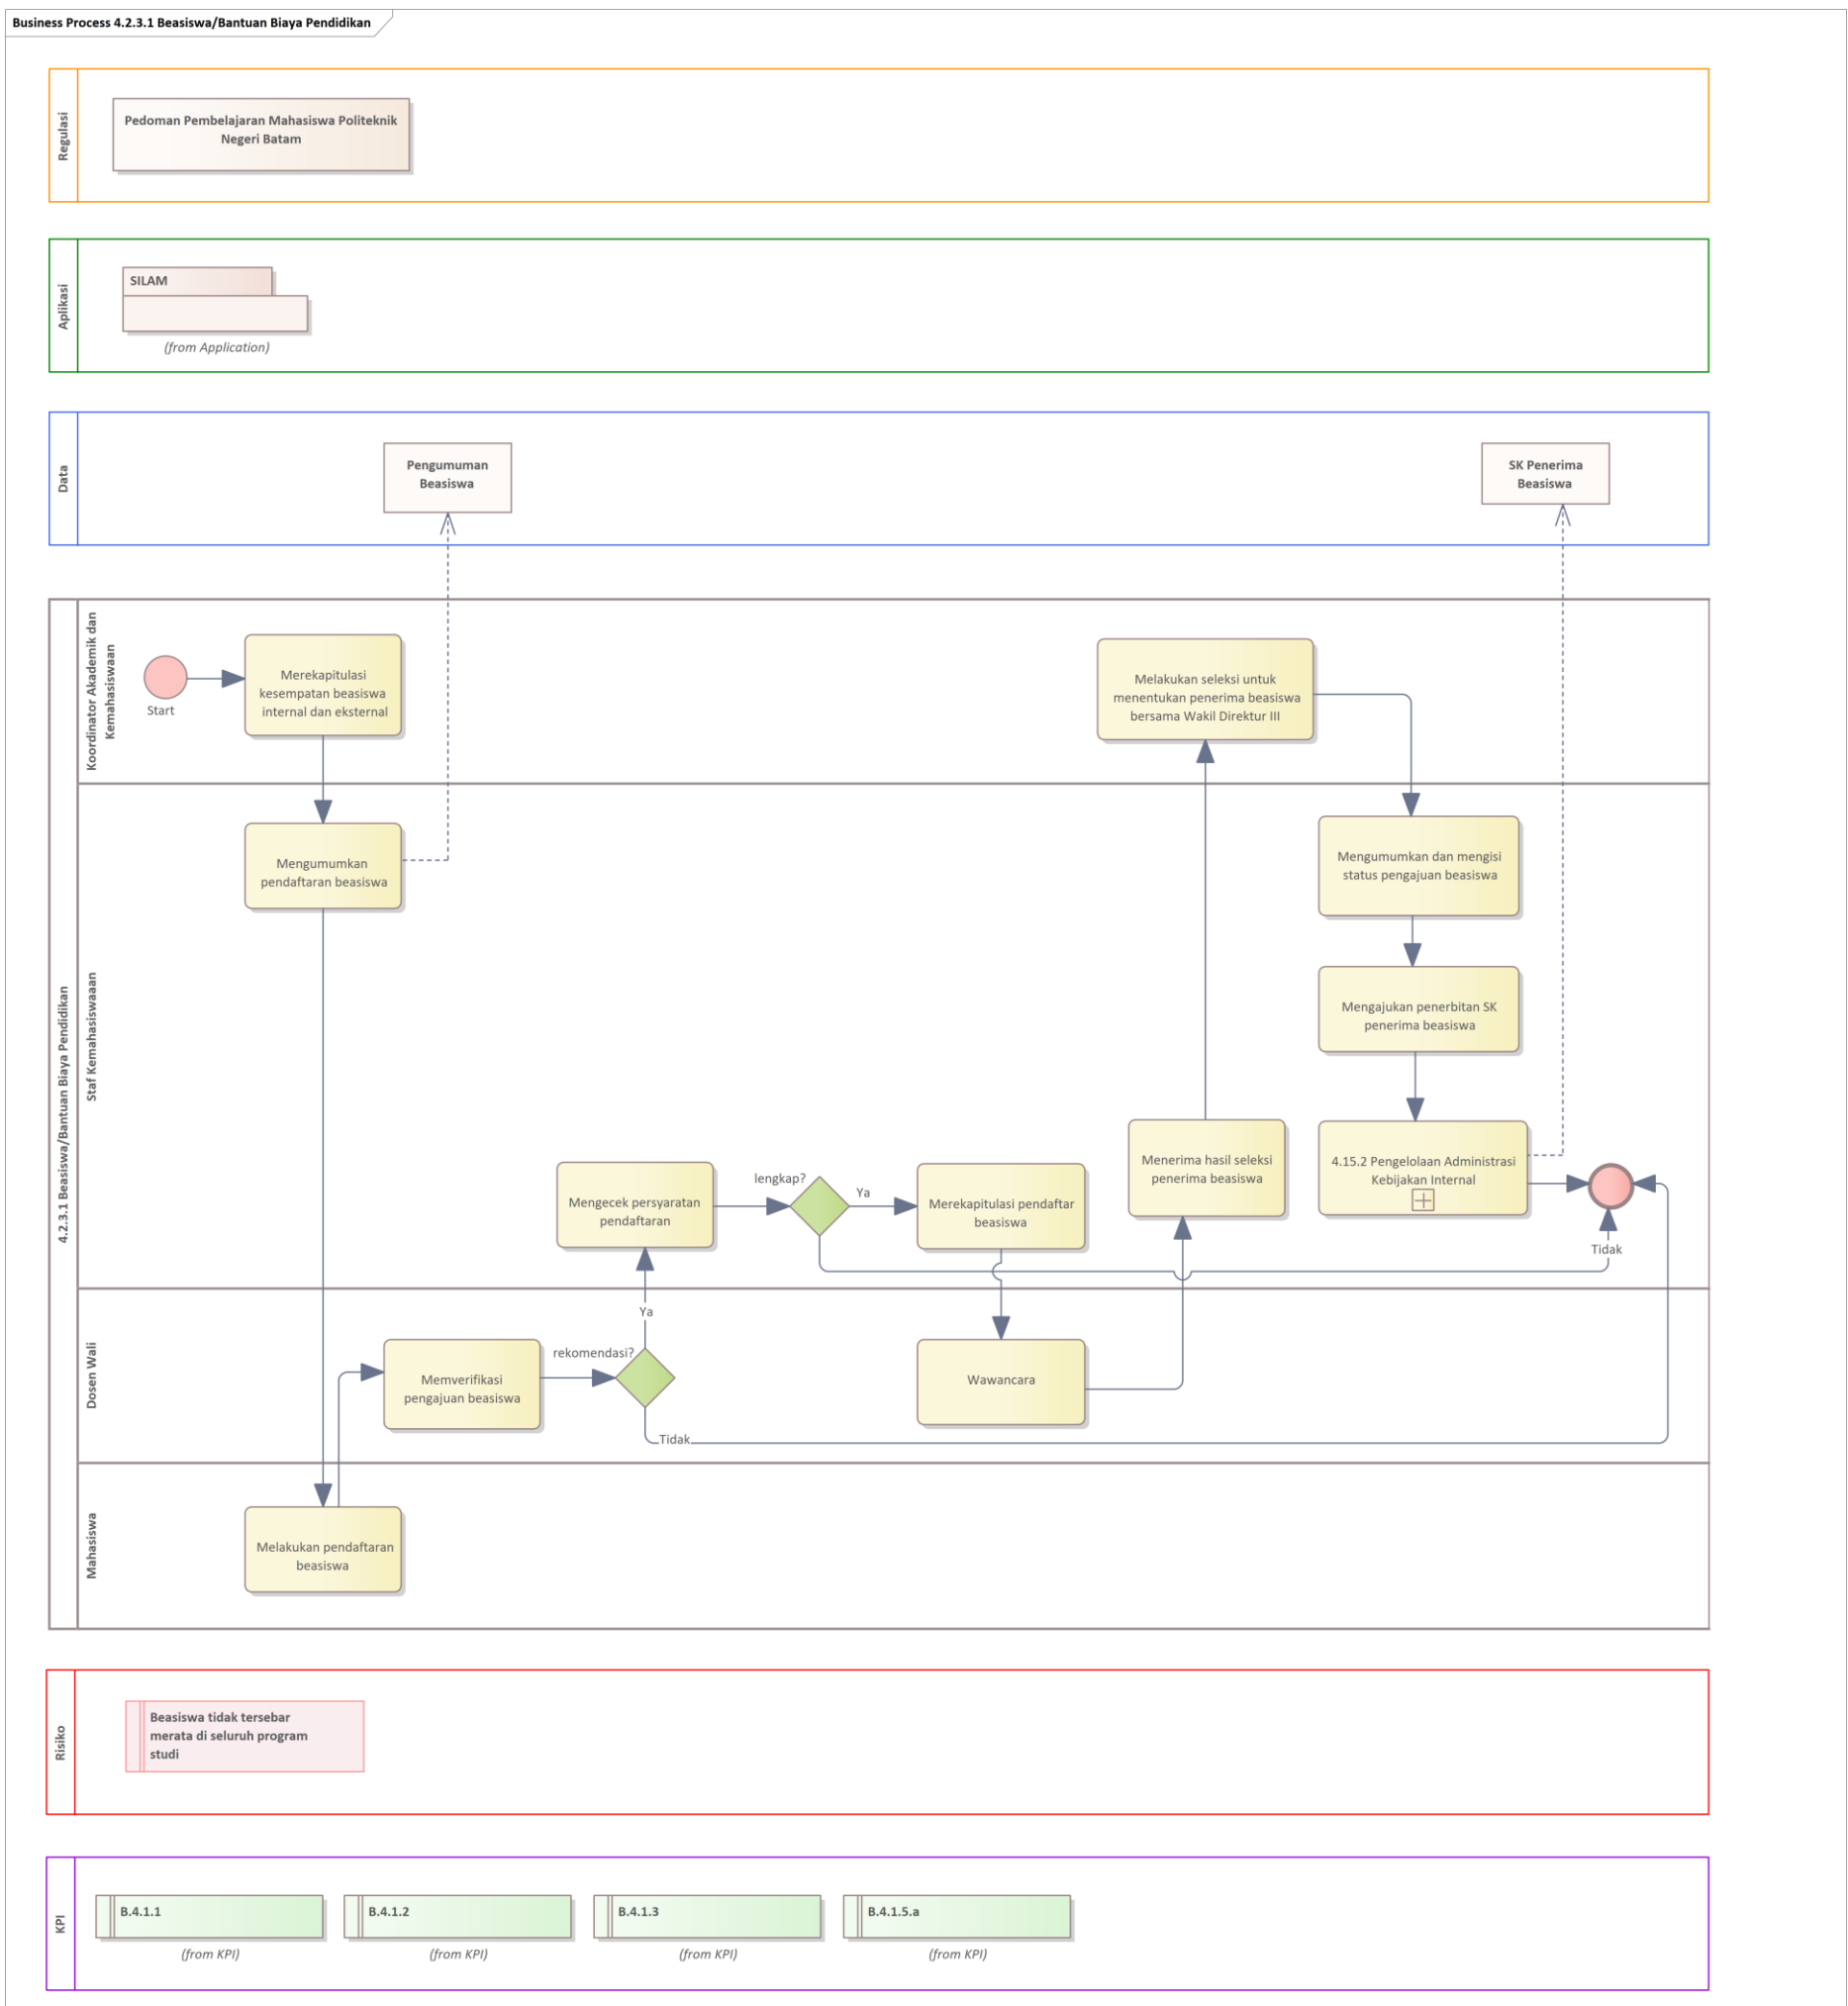 Business Process 4.2.3.1 Beasiswa/Bantuan Biaya Pendidikan
Regulasi
Pedoman Pembelajaran Mahasiswa Politeknik
Negeri Batam
Aplikasi
SILAM
(from Application)
Data
Pengumuman
Beasiswa
SK Penerima
Beasiswa
4.2.3.1 Beasiswa/Bantuan Biaya Pendidikan
Koordinator Akademik dan
Kemahasiswaan
Start
Merekapitulasi
kesempatan beasiswa
internal dan eksternal
Melakukan seleksi untuk
menentukan penerima beasiswa
bersama Wakil Direktur III
Staf Kemahasiswaaan
Mengumumkan
pendaftaran beasiswa
Mengumumkan dan mengisi
status pengajuan beasiswa
Mengajukan penerbitan SK
penerima beasiswa
Mengecek persyaratan
pendaftaran
lengkap?
Ya
Merekapitulasi pendaftar
beasiswa
Menerima hasil seleksi
penerima beasiswa
4.15.2 Pengelolaan Administrasi
Kebijakan Internal
Tidak
Dosen Wali
Memverifikasi
pengajuan beasiswa
rekomendasi?
Ya
Tidak
Wawancara
Mahasiswa
Melakukan pendaftaran
beasiswa
Risiko
Beasiswa tidak tersebar
merata di seluruh program
studi
KPI
B.4.1.1
(from KPI)
B.4.1.2
(from KPI)
B.4.1.3
(from KPI)
B.4.1.5.a
(from KPI)